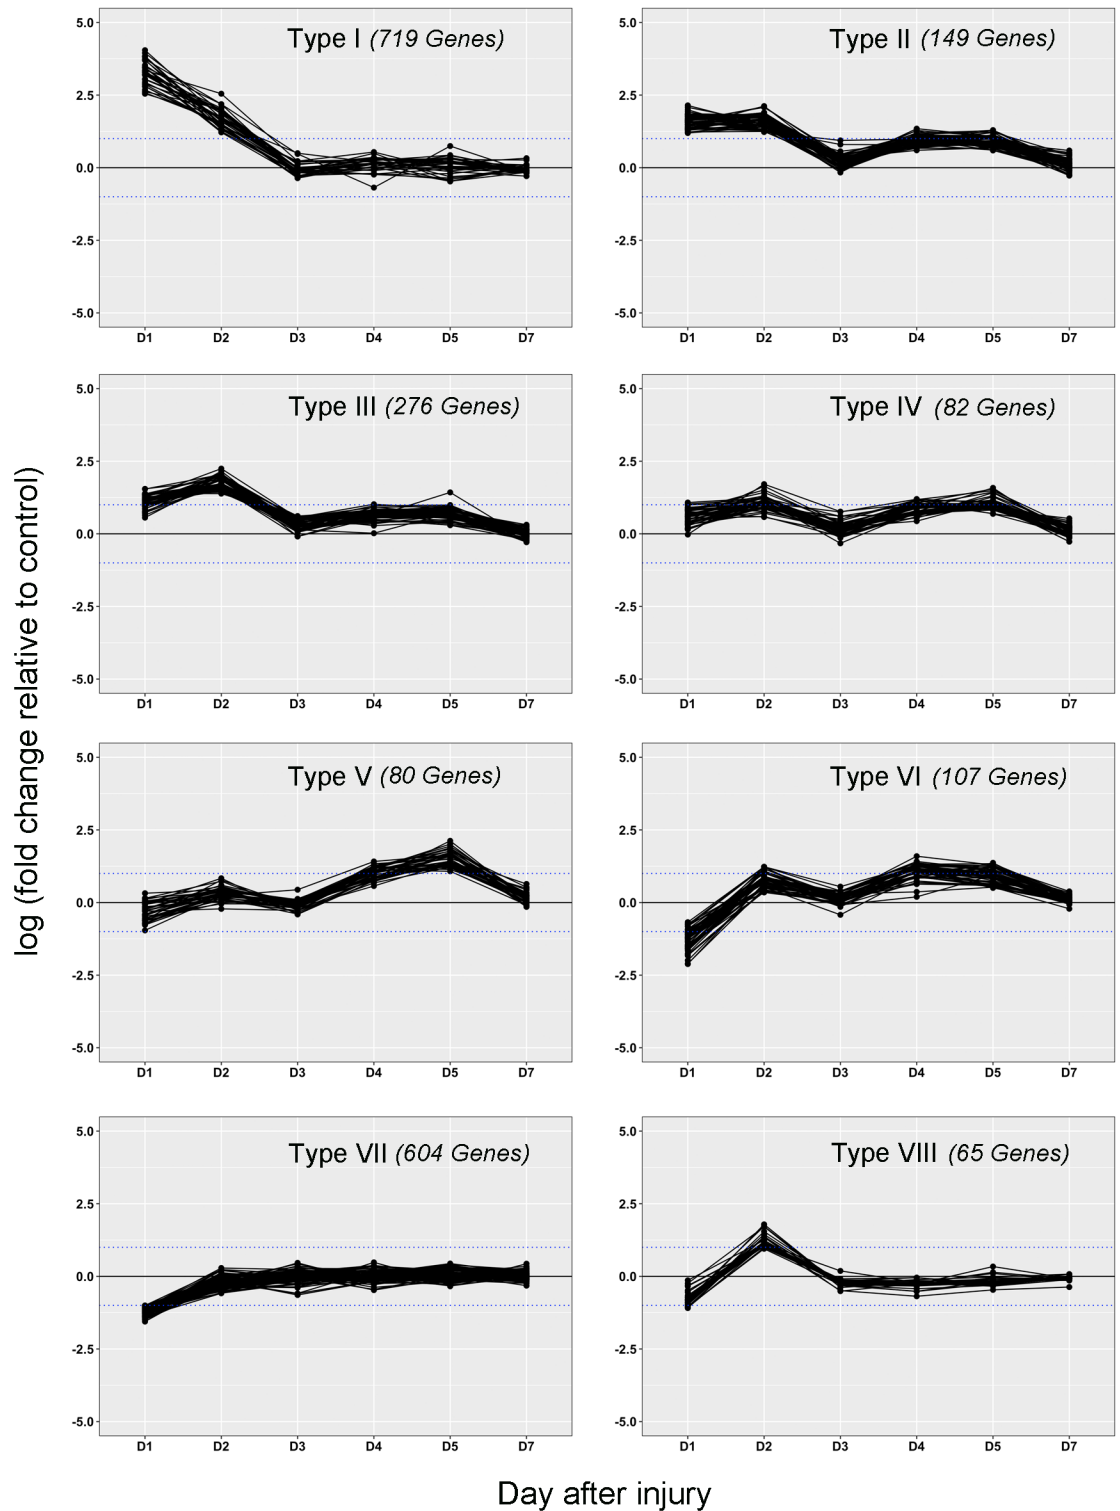 Type I (719 Genes)
5.0
2.5
0.0
-2.5
-5.0
D1 D2 D3 D4 D5 D7
Type II (149 Genes)
5.0
2.5
0.0
-2.5
-5.0
D1 D2 D3 D4 D5 D7
Type III (276 Genes)
5.0
2.5
0.0
-2.5
-5.0
D1 D2 D3 D4 D5 D7
Type IV (82 Genes)
5.0
2.5
0.0
-2.5
-5.0
D1 D2 D3 D4 D5 D7
log (fold change relative to control)
Type V (80 Genes)
5.0
2.5
0.0
-2.5
-5.0
D1 D2 D3 D4 D5 D7
Type VI (107 Genes)
5.0
2.5
0.0
-2.5
-5.0
D1 D2 D3 D4 D5 D7
Type VII (604 Genes)
5.0
2.5
0.0
-2.5
-5.0
D1 D2 D3 D4 D5 D7
Type VIII (65 Genes)
5.0
2.5
0.0
-2.5
-5.0
D1 D2 D3 D4 D5 D7
Day after injury